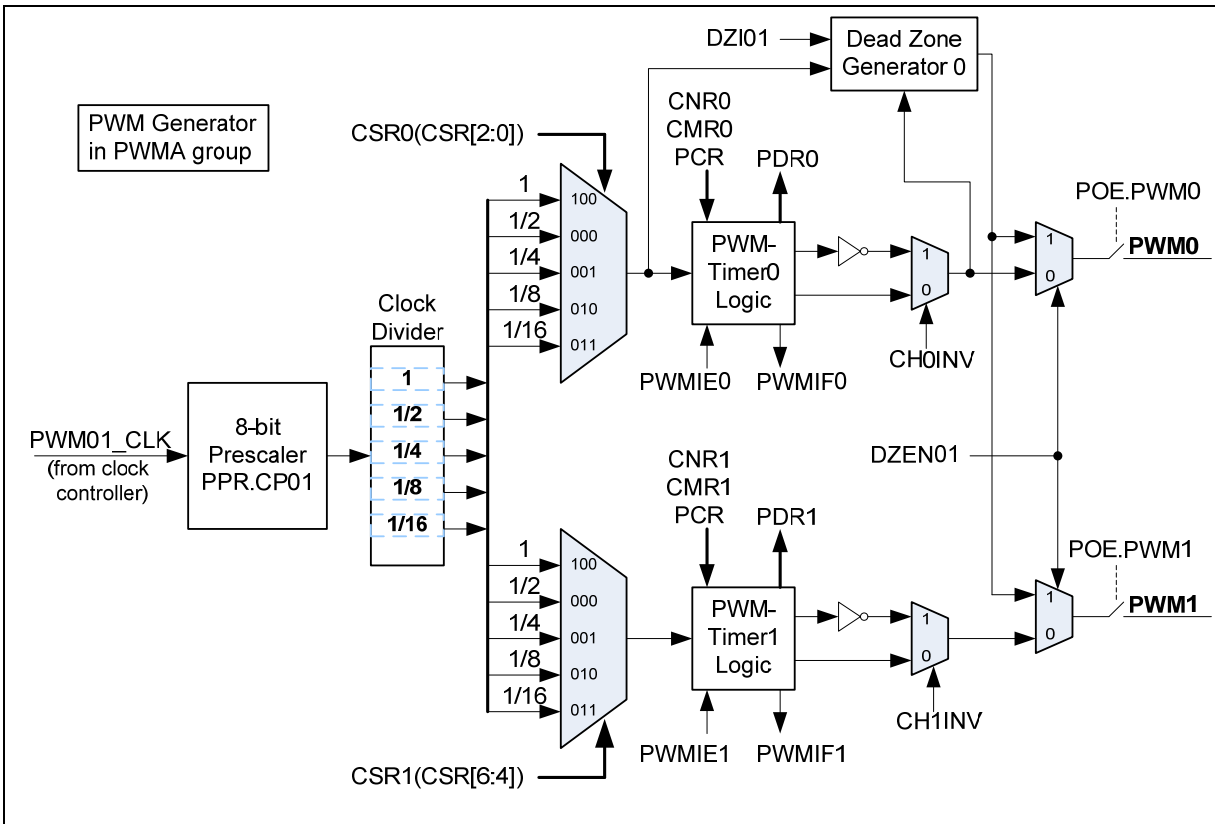 PWM Generator
in PWMA group
DZI01
Dead Zone
Generator 0
CSR0(CSR[2:0])
CNR0
CMR0
PCR
PDR0
1
1/2
1/4
1/8
1/16
100
000
001
010
011
PWM-
Timer0
Logic
1
0
CH0INV
PWMIE0
PWMIF0
1
0
POE.PWM0
PWM0
Clock
Divider
1
1/2
1/4
1/8
1/16
PWM01_CLK
(from clock
controller)
8-bit
Prescaler
PPR.CP01
DZEN01
CNR1
CMR1
PCR
PDR1
1
1/2
1/4
1/8
1/16
100
000
001
010
011
PWM-
Timer1
Logic
1
0
CH1INV
PWMIE1
PWMIF1
1
0
POE.PWM1
PWM1
CSR1(CSR[6:4])